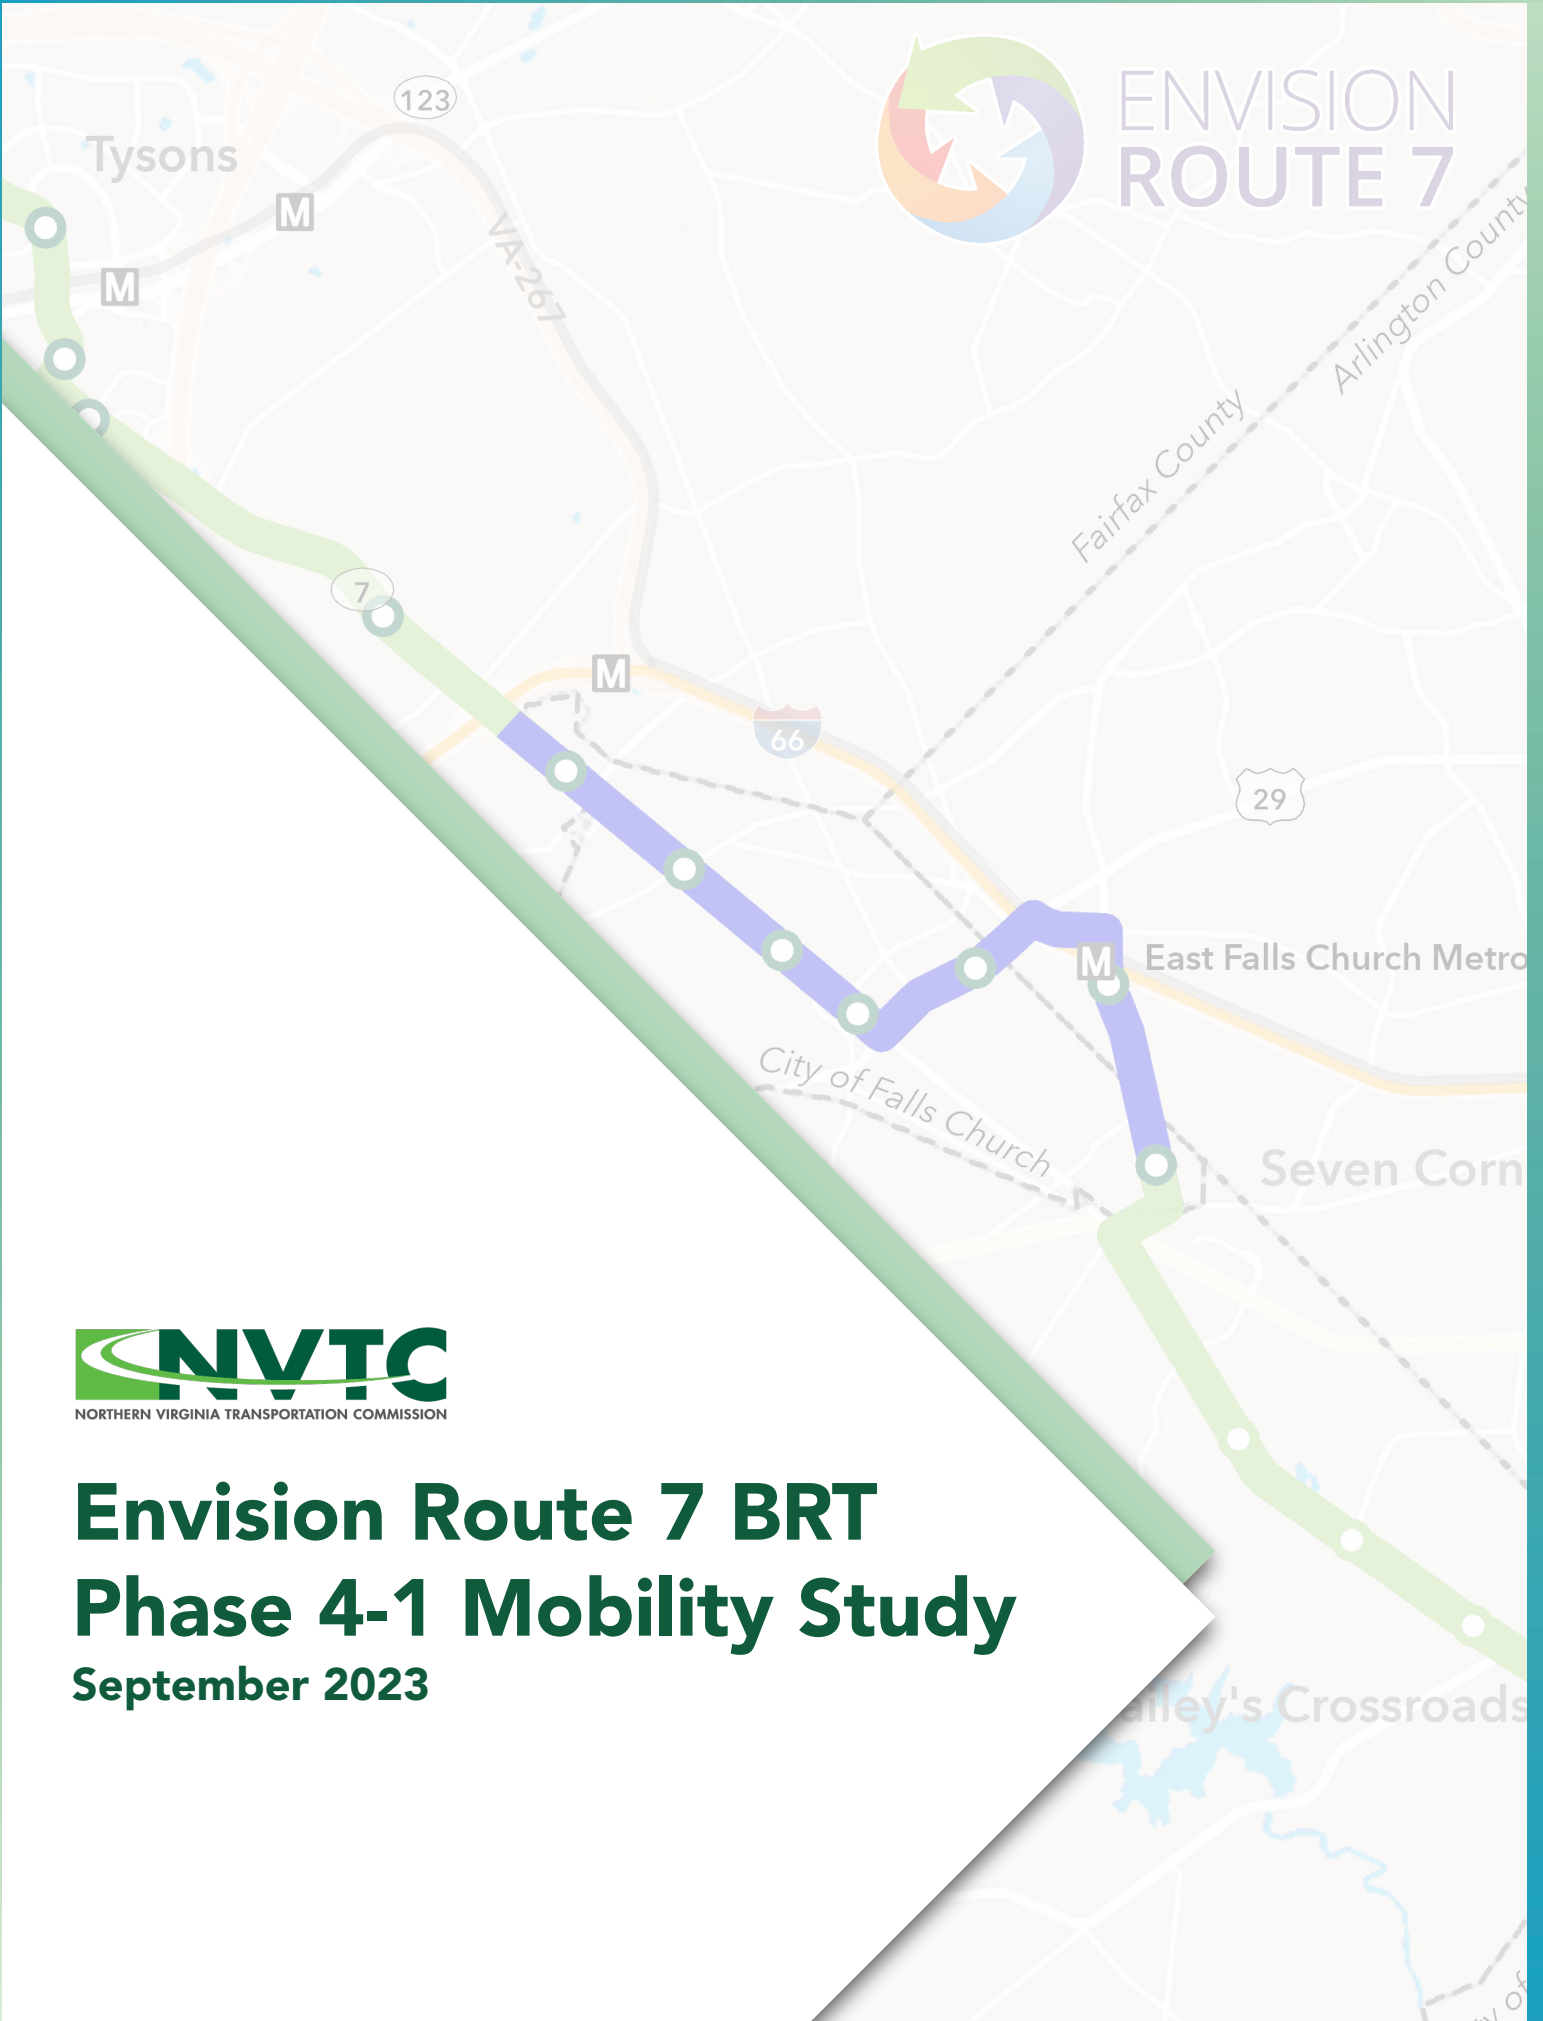 123
ENVISION
ROUTE 7
Tysons
M
M
VA-267
Arlington County
Fairfax County
7
M
66
29
M
East Falls Church Metro
City of Falls Church
Seven Corn
NVTC
NORTHERN VIRGINIA TRANSPORTATION COMMISSION
Envision Route 7 BRT
Phase 4-1 Mobility Study
September 2023
ailey's Crossroads
of